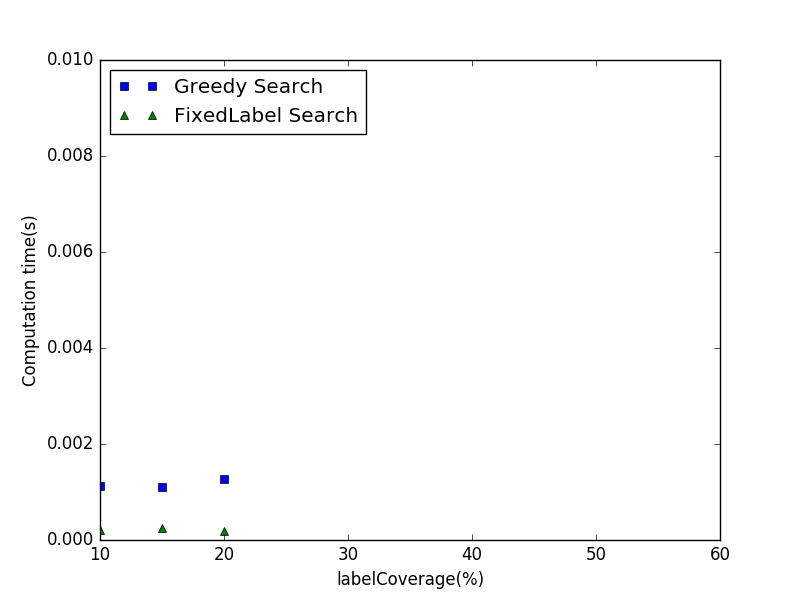 0.010
Greedy Search
FixedLabel Search
0.008
0.006
0.004
0.002
0.000
Computation time(s)
10 20 30 40 50 60
labelCoverage(%)